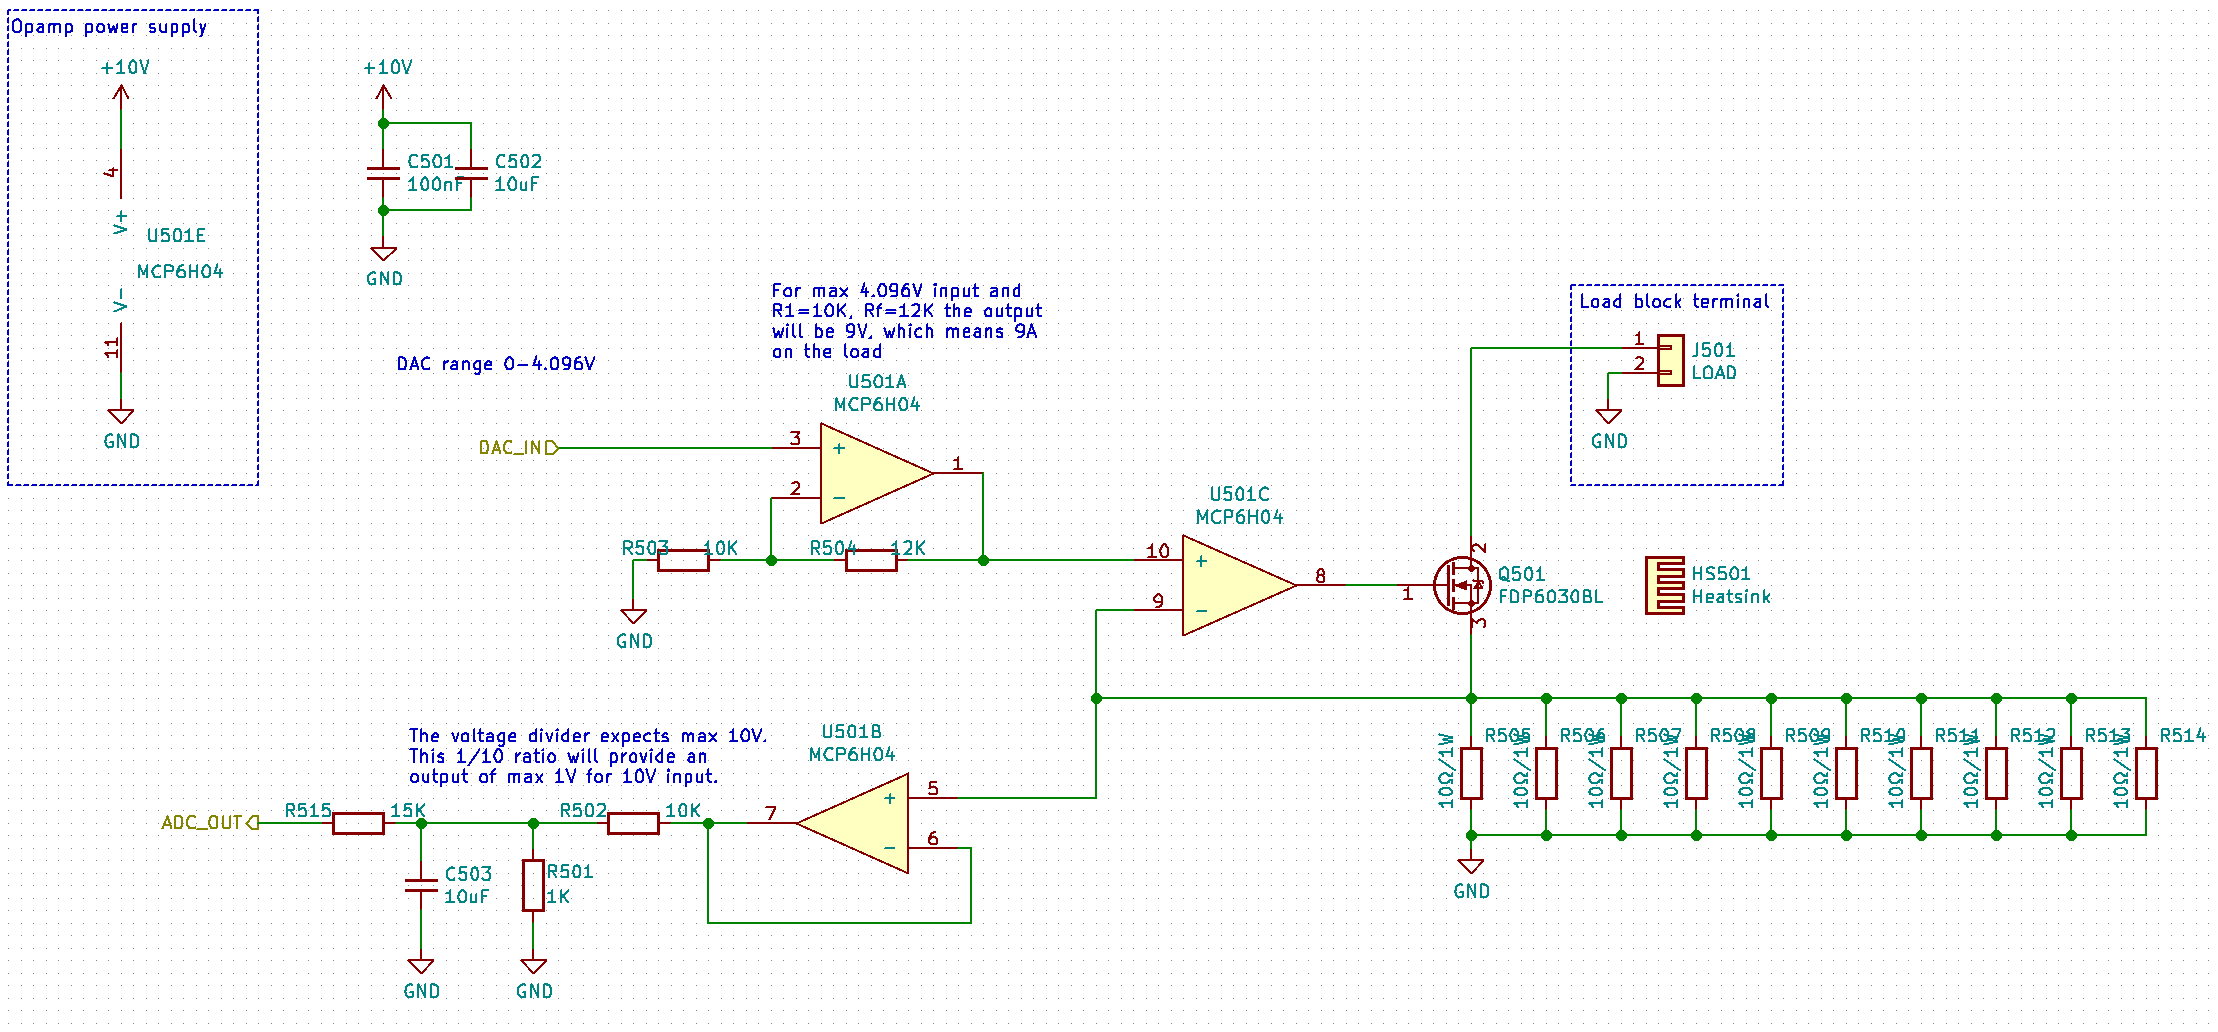 Opamp power supply
+10V
4
V+
U501E
MCP6H04
V-
11
GND
+10V
C501
100nF
C502
10uF
GND
For max 4.096V input and
R1=10K, Rf=12K the output
will be 9V, which means 9A
on the load
DAC range 0-4.096V
U501A
MCP6H04
DAC_IN
3
+
2
-
1
R503
10K
R504
12K
GND
U501C
MCP6H04
10
+
9
-
8
Load block terminal
1
2
J501
LOAD
GND
2
1
3
Q501
FDP6030BL
HS501
Heatsink
The voltage divider expects max 10V.
This 1/10 ratio will provide an
output of max 1V for 10V input.
U501B
MCP6H04
5
+
6
-
7
ADC_OUT
R515
15K
R502
10K
C503
10uF
R501
1K
GND
GND
R505
10Ω/1W
R506
10Ω/1W
R507
10Ω/1W
R508
10Ω/1W
R509
10Ω/1W
R510
10Ω/1W
R511
10Ω/1W
R512
10Ω/1W
R513
10Ω/1W
R514
10Ω/1W
GND